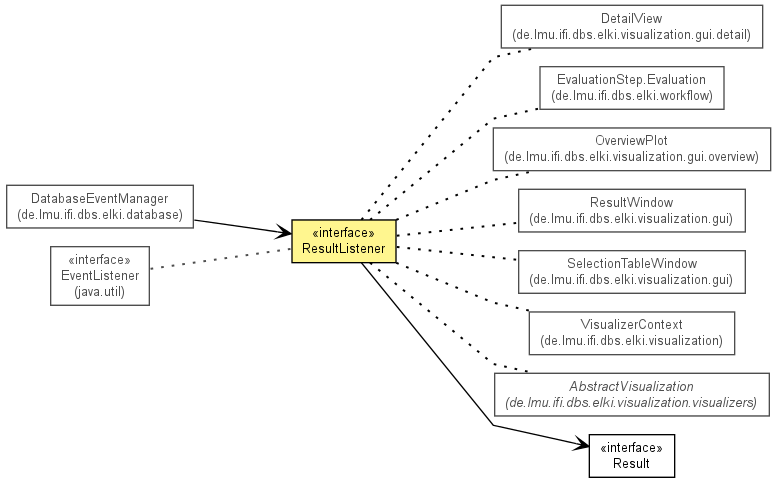 DetailView
(de.lmu.ifi.dbs.elki.visualization.gui.detail)
EvaluationStep.Evaluation
(de.lmu.ifi.dbs.elki.workflow)
OverviewPlot
(de.lmu.ifi.dbs.elki.visualization.gui.overview)
DatabaseEventManager
(de.lmu.ifi.dbs.elki.database)
ResultWindow
(de.lmu.ifi.dbs.elki.visualization.gui)
«interface»
ResultListener
«interface»
EventListener
(java.util)
SelectionTableWindow
(de.lmu.ifi.dbs.elki.visualization.gui)
VisualizerContext
(de.lmu.ifi.dbs.elki.visualization)
AbstractVisualization
(de.lmu.ifi.dbs.elki.visualization.visualizers)
«interface»
Result